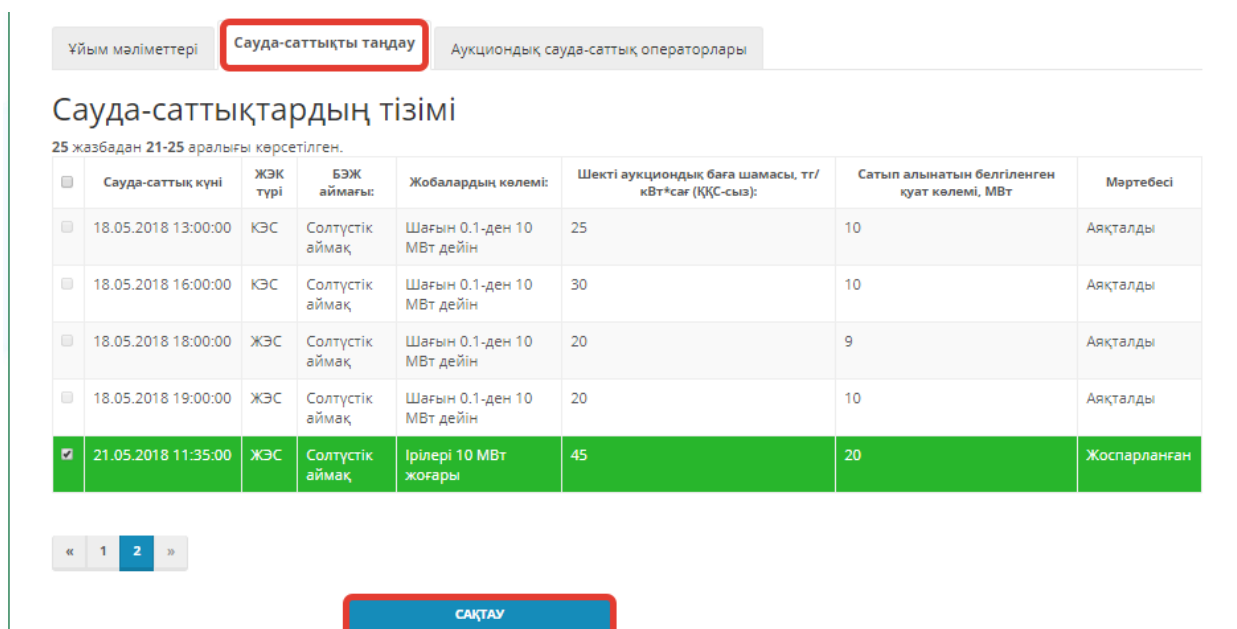 Ұйым мәліметтері Сауда-саттықты таңдау Аукциондық сауда-саттық операторлары
Сауда-саттықтардың тізімі
25 жазбадан 21-25 аралығы көрсетілген.
Сауда-саттық күні ЖЭК түрі БЭЖ аймағы: Жобалардың көлемі: Шекті аукциондық баға шамасы, тг/кВт*сағ (ҚҚС-сыз): Сатып алынатын белгіленген қуат көлемі, МВт Мәртебесі
18.05.2018 13:00:00 КЭС Солтүстік аймақ Шағын 0.1-ден 10 МВт дейін 25 10 Аяқталды
18.05.2018 16:00:00 КЭС Солтүстік аймақ Шағын 0.1-ден 10 МВт дейін 30 10 Аяқталды
18.05.2018 18:00:00 ЖЭС Солтүстік аймақ Шағын 0.1-ден 10 МВт дейін 20 9 Аяқталды
18.05.2018 19:00:00 ЖЭС Солтүстік аймақ Шағын 0.1-ден 10 МВт дейін 20 10 Аяқталды
21.05.2018 11:35:00 ЖЭС Солтүстік аймақ Ірілері 10 МВт жоғары 45 20 Жоспарланған
« 1 2 »
САҚТАУ